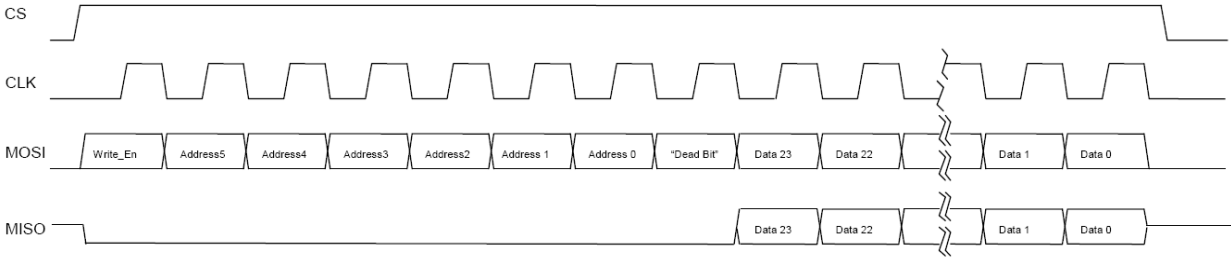 CS
CLK
MOSI Write_En Address5 Address4 Address3 Address2 Address 1 Address 0 "Dead Bit" Data 23 Data 22 Data 1 Data 0
MISO Data 23 Data 22 Data 1 Data 0